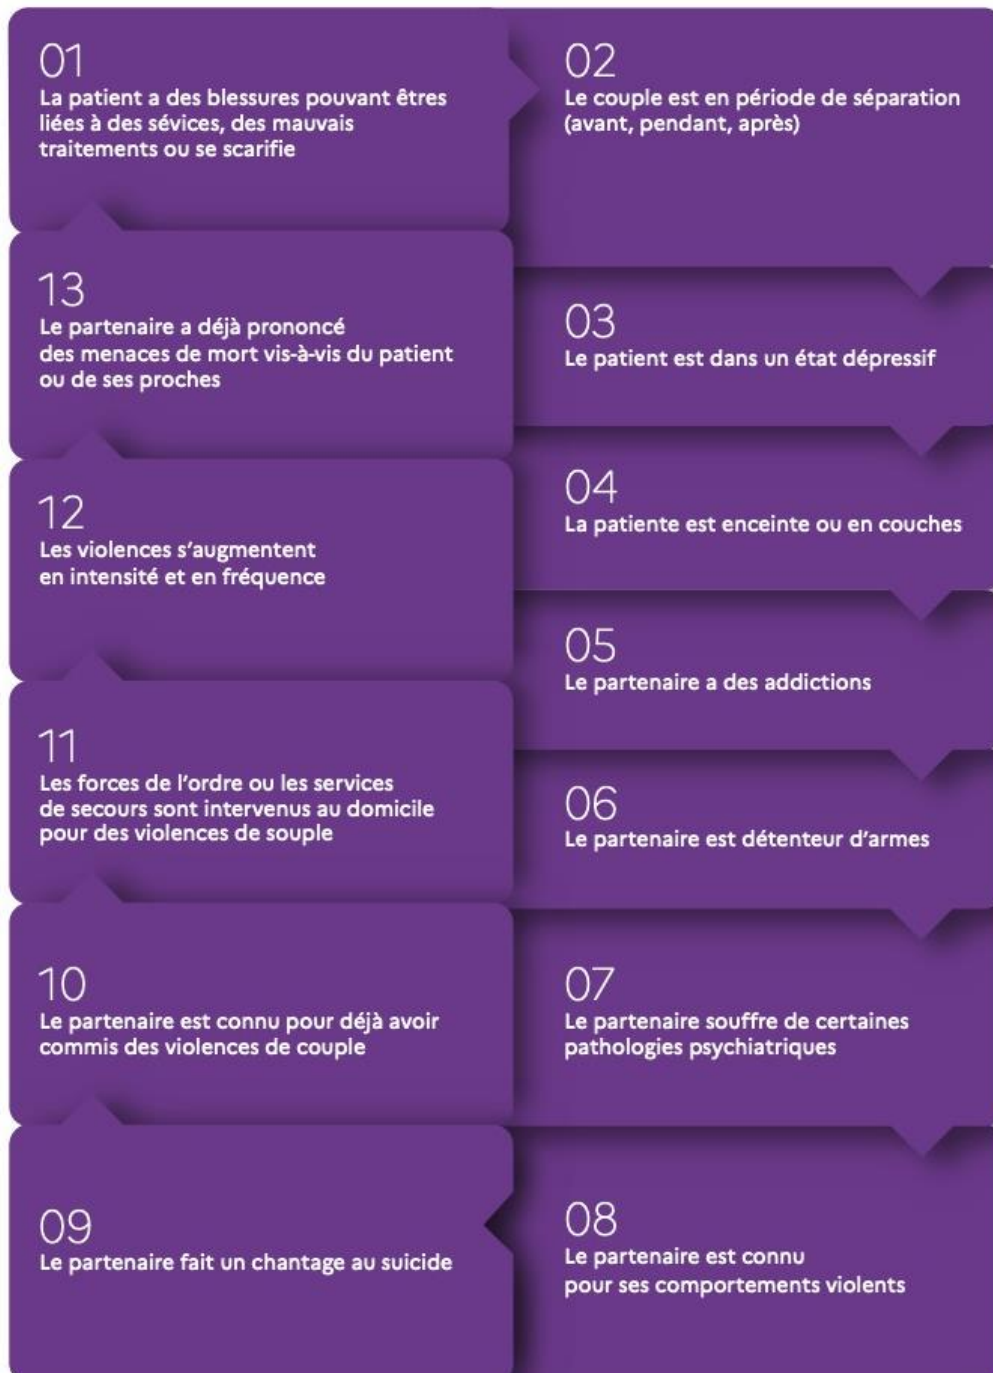 01
La patient a des blessures pouvant êtres
liées à des sévices, des mauvais
traitements ou se scarifie
02
Le couple est en période de séparation
(avant, pendant, après)
03
Le patient est dans un état dépressif
04
La patiente est enceinte ou en couches
05
Le partenaire a des addictions
06
Le partenaire est détenteur d'armes
07
Le partenaire souffre de certaines
pathologies psychiatriques
08
Le partenaire est connu
pour ses comportements violents
09
Le partenaire fait un chantage au suicide
10
Le partenaire est connu pour déjà avoir
commis des violences de couple
11
Les forces de l'ordre ou les services
de secours sont intervenus au domicile
pour des violences de souple
12
Les violences s'augmentent
en intensité et en fréquence
13
Le partenaire a déjà prononcé
des menaces de mort vis-à-vis du patient
ou de ses proches